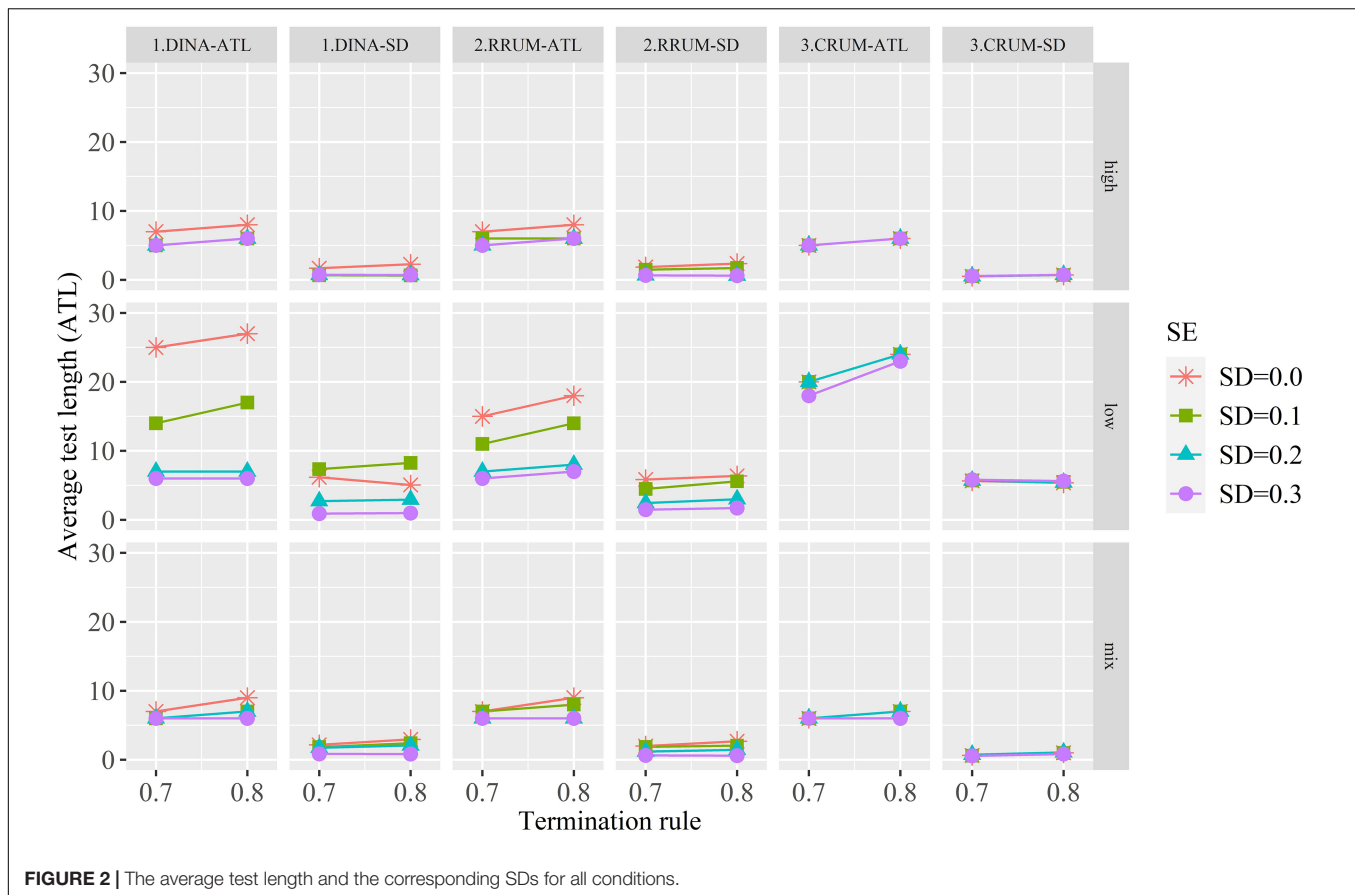 1.DINA-ATL 1.DINA-SD 2.RRUM-ATL 2.RRUM-SD 3.CRUM-ATL 3.CRUM-SD
30
20
10
0
high
30
20
10
0
low
30
20
10
0
mix
Average test length (ATL)
0.7 0.8 0.7 0.8 0.7 0.8 0.7 0.8 0.7 0.8 0.7 0.8
Termination rule
SE
SD=0.0
SD=0.1
SD=0.2
SD=0.3
FIGURE 2 | The average test length and the corresponding SDs for all conditions.